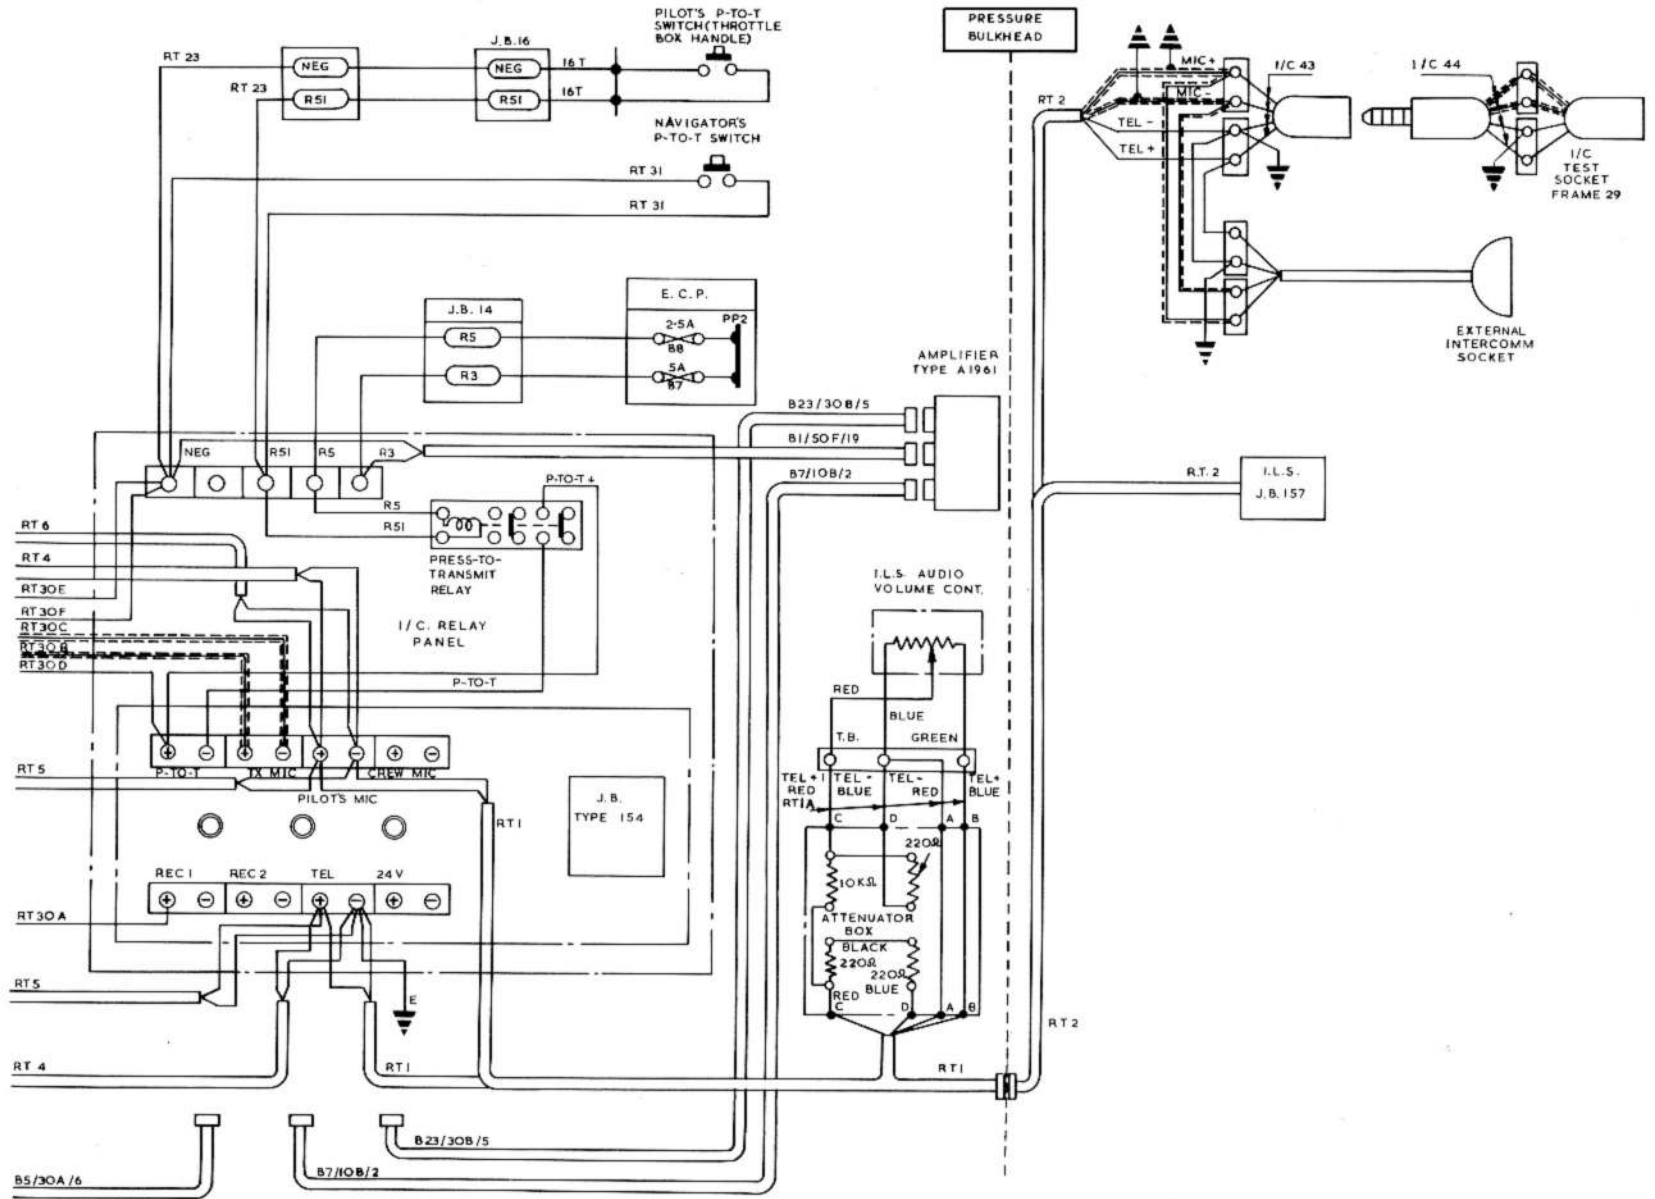 PILOT'S P-TO-T
SWITCH (THROTTLE
BOX HANDLE)
J.B.16
RT 23
NEG
NEG
16T
RT 23
R51
R51
16T
NAVIGATOR'S
P-TO-T SWITCH
RT 31
RT 31
PRESSURE
BULKHEAD
MIC+
MIC-
RT 2
TEL -
TEL+
I/C 43
I/C 44
I/C
TEST
SOCKET
FRAME 29
EXTERNAL
INTERCOMM
SOCKET
J.B. 14
R5
R3
E.C.P.
PP2
2·5A
B8
5A
B7
AMPLIFIER
TYPE A1961
B23/30B/5
B1/50F/19
B7/10B/2
R.T. 2
I.L.S.
J.B. 157
NEG
R51
R5
R3
P-TO-T +
R5
R51
PRESS-TO-
TRANSMIT
RELAY
I/C. RELAY
PANEL
P-TO-T
RT 6
RT 4
RT30E
RT30F
RT30C
RT30B
RT30D
I.L.S. AUDIO
VOLUME CONT.
RED
BLUE
T.B.
GREEN
TEL+
RED
RT1A
TEL -
BLUE
TEL-
RED
TEL+
BLUE
C
D
A
B
220Ω
10KΩ
ATTENUATOR
BOX
BLACK
220Ω
220Ω
BLUE
RED
C
D
A
B
+
-
+
-
+
-
+
-
P-TO-T
TX MIC
CREW MIC
PILOT'S MIC
RT 5
J.B.
TYPE 154
RT1
REC 1
REC 2
TEL
24V
+
-
+
-
+
-
+
-
RT30A
RT5
E
RT 4
RT1
RT1
RT 2
B23/30B/5
B7/10B/2
B5/30A/6